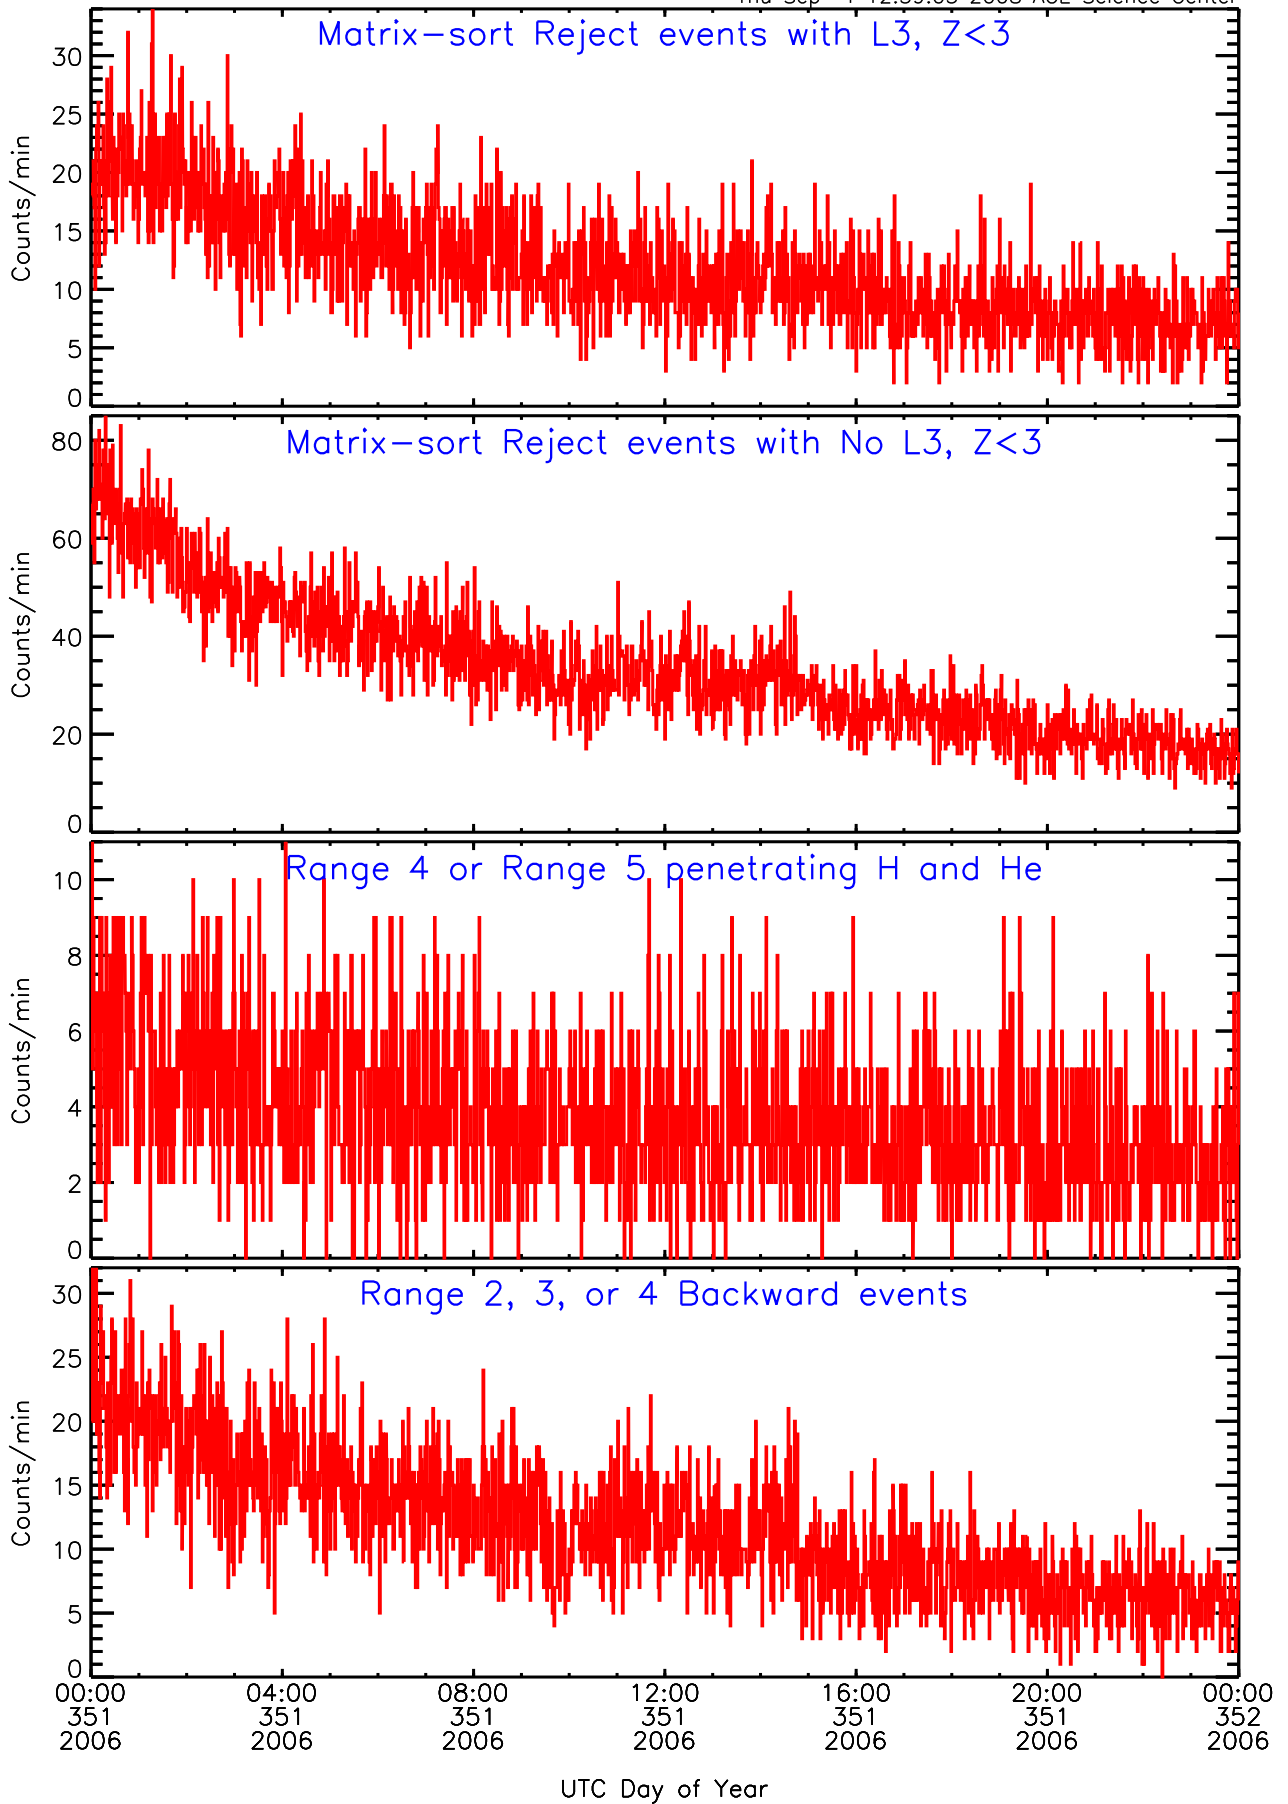 Matrix-sort Reject events with L3, Z<3
30
25
20
15
10
5
0
Counts/min
Matrix-sort Reject events with No L3, Z<3
80
60
40
20
0
Counts/min
Range 4 or Range 5 penetrating H and He
10
8
6
4
2
0
Counts/min
Range 2, 3, or 4 Backward events
30
25
20
15
10
5
0
Counts/min
00:00 04:00 08:00 12:00 16:00 20:00 00:00
351 351 351 351 351 351 352
2006 2006 2006 2006 2006 2006 2006
UTC Day of Year